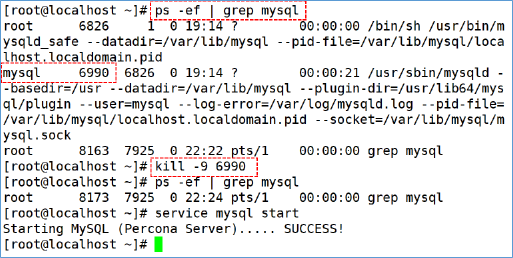 [root@localhost ~]# ps -ef | grep mysql
root      6826     1  0 19:14 ?        00:00:00 /bin/sh /usr/bin/m
ysqld_safe --datadir=/var/lib/mysql --pid-file=/var/lib/mysql/loca
lhost.localdomain.pid
mysql     6990  6826  0 19:14 ?        00:00:21 /usr/sbin/mysqld -
-basedir=/usr --datadir=/var/lib/mysql --plugin-dir=/usr/lib64/mys
ql/plugin --user=mysql --log-error=/var/log/mysqld.log --pid-file=
/var/lib/mysql/localhost.localdomain.pid --socket=/var/lib/mysql/m
ysql.sock
root      8163  7925  0 22:22 pts/1    00:00:00 grep mysql
[root@localhost ~]# kill -9 6990
[root@localhost ~]# ps -ef | grep mysql
root      8173  7925  0 22:24 pts/1    00:00:00 grep mysql
[root@localhost ~]# service mysql start
Starting MySQL (Percona Server)..... SUCCESS!
[root@localhost ~]#